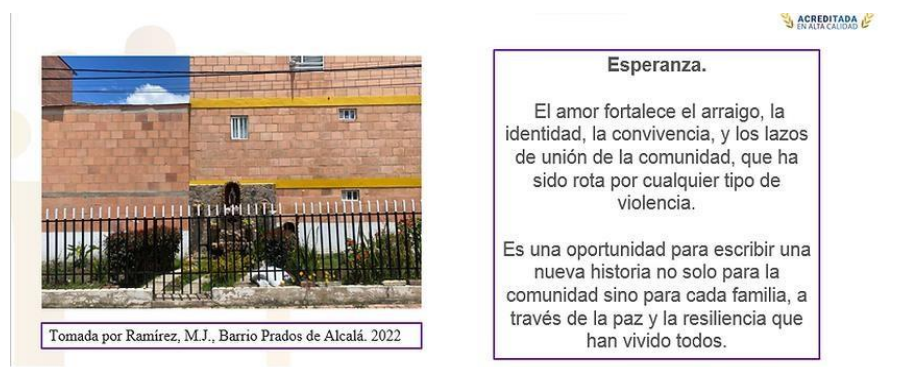 ACREDITADA
EN ALTA CALIDAD
Esperanza.
El amor fortalece el arraigo, la
identidad, la convivencia, y los lazos
de unión de la comunidad, que ha
sido rota por cualquier tipo de
violencia.
Es una oportunidad para escribir una
nueva historia no solo para la
comunidad sino para cada familia, a
través de la paz y la resiliencia que
han vivido todos.
Tomada por Ramírez, M.J., Barrio Prados de Alcalá. 2022